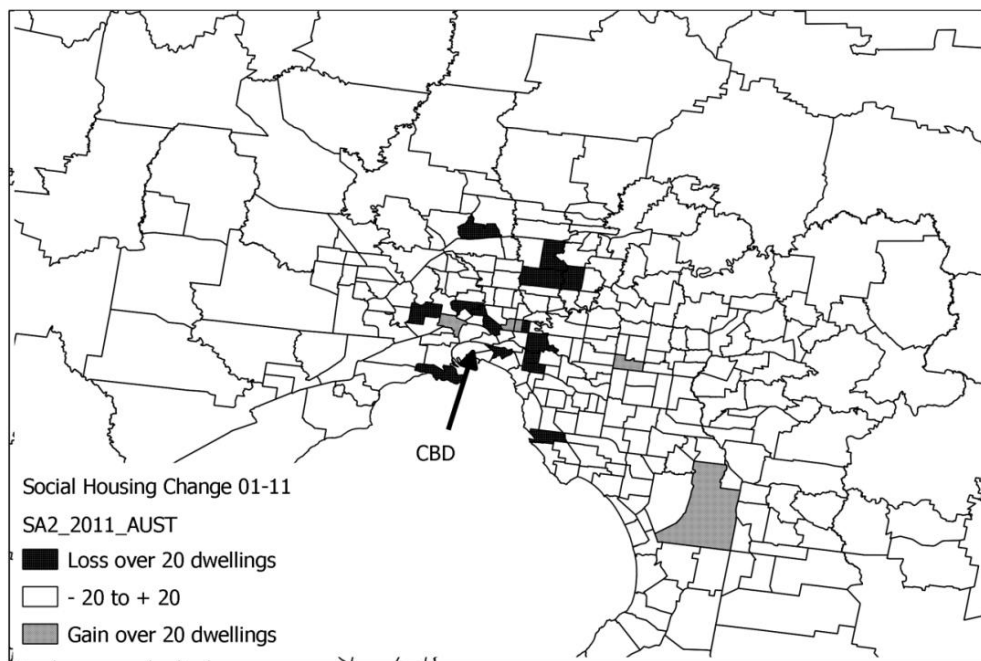 CBD
Social Housing Change 01-11
SA2_2011_AUST
Loss over 20 dwellings
- 20 to + 20
Gain over 20 dwellings